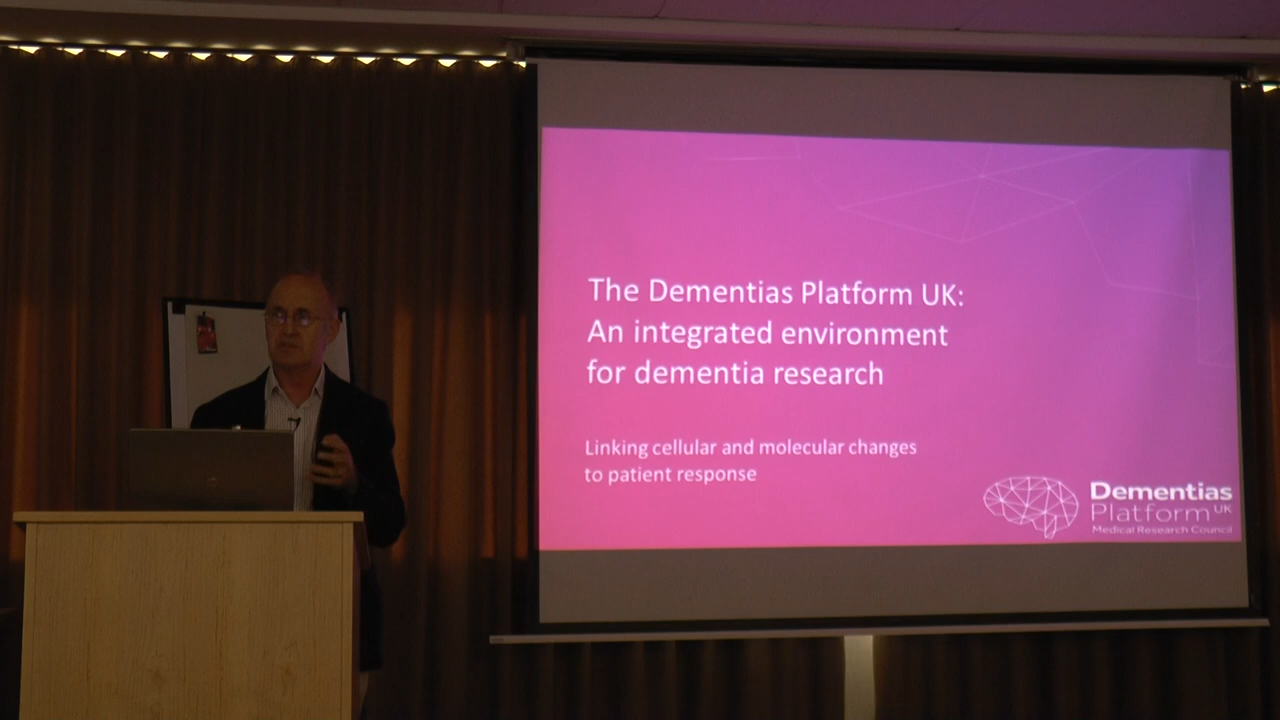 The Dementias Platform UK:
An integrated environment
for dementia research
Linking cellular and molecular changes
to patient response
Dementias
Platform UK
Medical Research Council